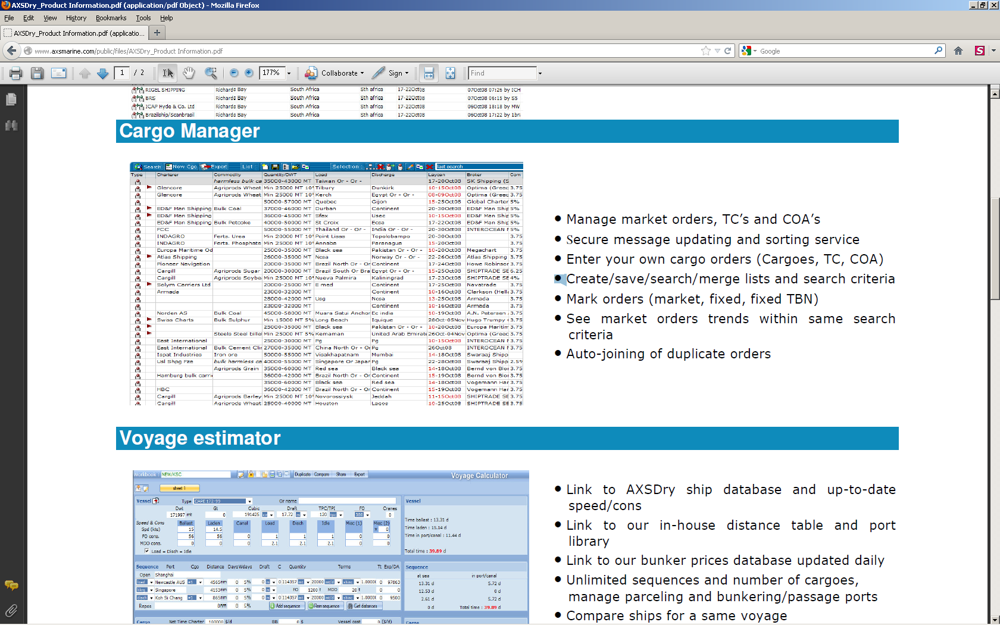 AXSDry_Product Information.pdf (application/pdf Object) - Mozilla Firefox
File Edit View History Bookmarks Tools Help
AXSDry_Product Information.pdf (applicatio...
www.axsmarine.com/public/files/AXSDry_Product Information.pdf
Google
1 / 2
177%
Collaborate
Sign
Find
RIGEL SHIPPING Richards Bay South Africa Sth africa 17-22Oct08 07Oct08 07:26 by ICH
BRS Richards Bay South Africa Sth africa 17-22Oct08 07Oct08 06:15 by S5
ICAP Hyde & Co. Ltd Richards Bay South Africa Sth africa 17-22Oct08 06Oct08 18:18 by MW
Brazilship/Scanbrasil Richards Bay South Africa Sth africa 17-22Oct08 06Oct08 17:22 by 1br
Cargo Manager
Search New Cgo Export List Selection : last search
Type Charterer Commodity Quantity/DWT Load Discharge Laycan Broker Com
harmless bulk ca 35000-43000 MT Taiwan Or - Or - 17-20Oct08 SK Shipping (S
Glencore Agriprods Wheat Min 25000 MT 10% Tilbury Dunkirk 10-15Oct08 Optima (Greec 3.75
Glencore Agriprods Wheat Min 25000 MT 10% Kerch Egypt Or - Or - 08-09Oct08 Optima (Greec 3.75
50000-57000 MT Quebec Gijon 15-25Oct08 Global Charter 5%
ED&F Man Shipping Bulk Coal 37000-46000 MT Durban Continent 20-30Oct08 ED&F Man Ship 5%
ED&F Man Shipping 36000-45000 MT Sfax Usec 10-15Oct08 ED&F Man Ship 5%
ED&F Man Shipping Bulk Petcoke 40000-50000 MT St Croix Ecsa 17-22Oct08 ED&F Man Ship 5%
FCC 50000-55000 MT Thailand Or - Or - India Or - Or - 20-30Oct08 INTEROCEAN 5%
INDAGRO Ferts. Urea Min 20000 MT 10% Point Lisas Topolobampo 20-30Oct08 3.75
INDAGRO Ferts. Phosphate Min 25000 MT 10% Annaba Paranagua 15-20Oct08 3.75
Europa Maritime Od 25000-35000 MT Black sea Pakistan Or - Or - 10-20Oct08 Megachart 3.75
Atlas Shipping 26000-35000 MT Ncsa Norway Or - Or - 22-26Oct08 Atlas Shipping 3.75
Pioneer Navigation 20000-35000 MT Brazil North Or - Or Continent 17-24Oct08 Howe Robinson 3.75
Cargill Agriprods Sugar 20000-30000 MT Brazil South Or Bra Egypt Or - Or - 15-25Oct08 SHIPTRADE SE 6.25
Cargill Agriprods Soybea Min 25000 MT 10% Nueva Palmira Kaliningrad 17-23Oct08 SHIPTRADE SE 4%
Solym Carriers Ltd 20000-25000 MT E med Continent 17-25Oct08 Navatrade 3.75
Armada 23000-32000 MT Continent 10-16Oct08 Clarkson (Hella 3.75
28000-42000 MT Usg Ncsa 13-25Oct08 Armada 3.75
23000-32000 MT Continent 10-16Oct08 Armada 3.75
Norden AS Bulk Coal 45000-58000 MT Muara Satui Anchor Ec india 10-19Oct08 A.N. Petersen 3.75
Swiss Charts Bulk Sulphur Min 15000 MT 5% Long Beach Iquique 28Oct-05Nov Hugo Trumpy 3.75
25000-35000 MT Black sea Pakistan Or - Or - 10-20Oct08 Europa Maritim 3.75
Steels Steel bille Min 25000 MT 5% Kemaman United Arab Emirat 26Oct-04Nov Optima (Greec 3.75
East International 25000-30000 MT Pg Pg 10-15Oct08 INTEROCEAN 3.75
East International Bulk Cement Clin 27000-35000 MT China North Or - Or Pg 26Oct08 INTEROCEAN 3.75
Ispat Industries Iron ore 50000-55000 MT Visakhapatnam Mumbai 14-18Oct08 Swaraaj Shipp 3.75
Usl Shpg Fze bulk harmless ca 40000-55000 MT Singapore Or Japan Pg 22-28Oct08 Swaraaj Shipp 2.5%
Agriprods Grain 35000-60000 MT Red sea Black sea 14-18Oct08 Bernd von Blo 3.75
Hamburg bulk carri 36000-42000 MT Brazil North Or - Or Continent 15-19Oct08 Bernd von Blo 3.75
35000-60000 MT Black sea Red sea 14-18Oct08 Vogemann Har 3.75
HBC 36000-42000 MT Brazil North Or - Or Continent 15-19Oct08 Vogemann Har 3.75
Cargill Agriprods Barley Min 25000 MT 10% Novorossiysk Jeddah 11-15Oct08 SHIPTRADE SE 3.75
Cargill Agriprods Wheat 25000-40000 MT Houston Lagos 10-25Oct08 SHIPTRADE SE 3.75
• Manage market orders, TC's and COA's
• Secure message updating and sorting service
• Enter your own cargo orders (Cargoes, TC, COA)
• Create/save/search/merge lists and search criteria
• Mark orders (market, fixed, fixed TBN)
• See market orders trends within same search
criteria
• Auto-joining of duplicate orders
Voyage estimator
Workbook : NEW/KSC Duplicate Compare Share Export Voyage Calculator
sheet 1
Vessel Type CAPE 172-99 Or name
Dwt Gt Cubic Draft TPC/TPI FO Cranes
171997 mt 0 191425 17.72 m 120 380 0
Speed & Cons Ballast Laden Canal Load Disch Idle Misc (1) Misc (2)
Spd (kts) 15 14.5 x 0
FO cons. 56 56 0 1 1 1 0 0
MDO cons. 0 0 0 2.1 2.1 2.1 0 0
Load = Disch = Idle
Vessel
Time ballast : 13.31 d
Time laden : 15.14 d
Time in port/canal : 11.44 d
Total time : 39.89 d
Sequence Port Cgo Distance Days Wdays Draft C Quantity Terms Tt Exp/DA
Open Shanghai
load Newcastle AUS #1 4565nm 0 5% 0 m 0.114357 mt 20000 mt/d shinc 1.0000 0 97863
bkrg Singapore 4153nm 0 5% 0 m FO 1200 t MDO 20 t 0 0
disch Koh Si Chang #1 865nm 0 5% 0 m 0.114357 mt 20000 mt/d shinc 1.0000 0 9500
Repos 0nm 0 5% Add sequence Rem sequence Get distances
Sequence
at sea in port/canal
13.31 d 5.72 d
12.53 d 0 d
2.61 d 5.72 d
0 d Total time : 39.89 d
Cargo Net Time Charter 100000 $/d BB 0 $ Vessel cost 0 ($/d)
Cargo
• Link to AXSDry ship database and up-to-date
speed/cons
• Link to our in-house distance table and port
library
• Link to our bunker prices database updated daily
• Unlimited sequences and number of cargoes,
manage parceling and bunkering/passage ports
• Compare ships for a same voyage